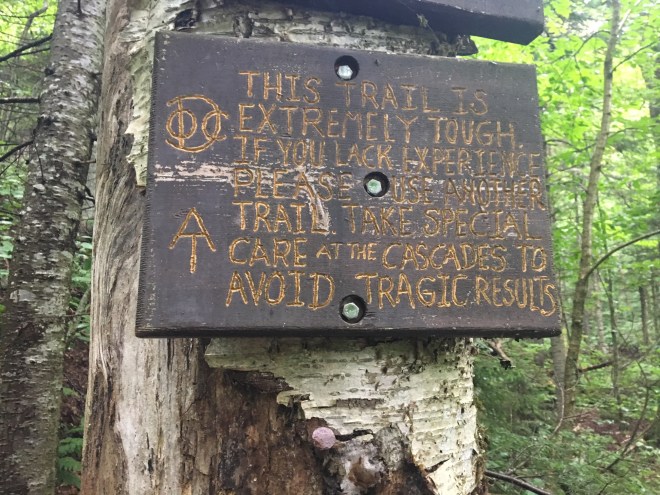 THIS TRAIL IS
EXTREMELY TOUGH.
IF YOU LACK EXPERIENCE
PLEASE USE ANOTHER
TRAIL. TAKE SPECIAL
CARE AT THE CASCADES TO
AVOID TRAGIC RESULTS